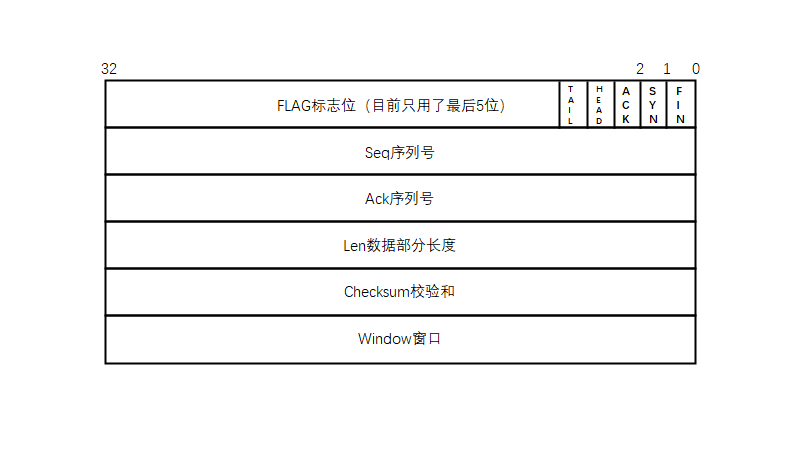 32 2 1 0
FLAG标志位（目前只用了最后5位） TAIL HEAD ACK SYN FIN
Seq序列号
Ack序列号
Len数据部分长度
Checksum校验和
Window窗口